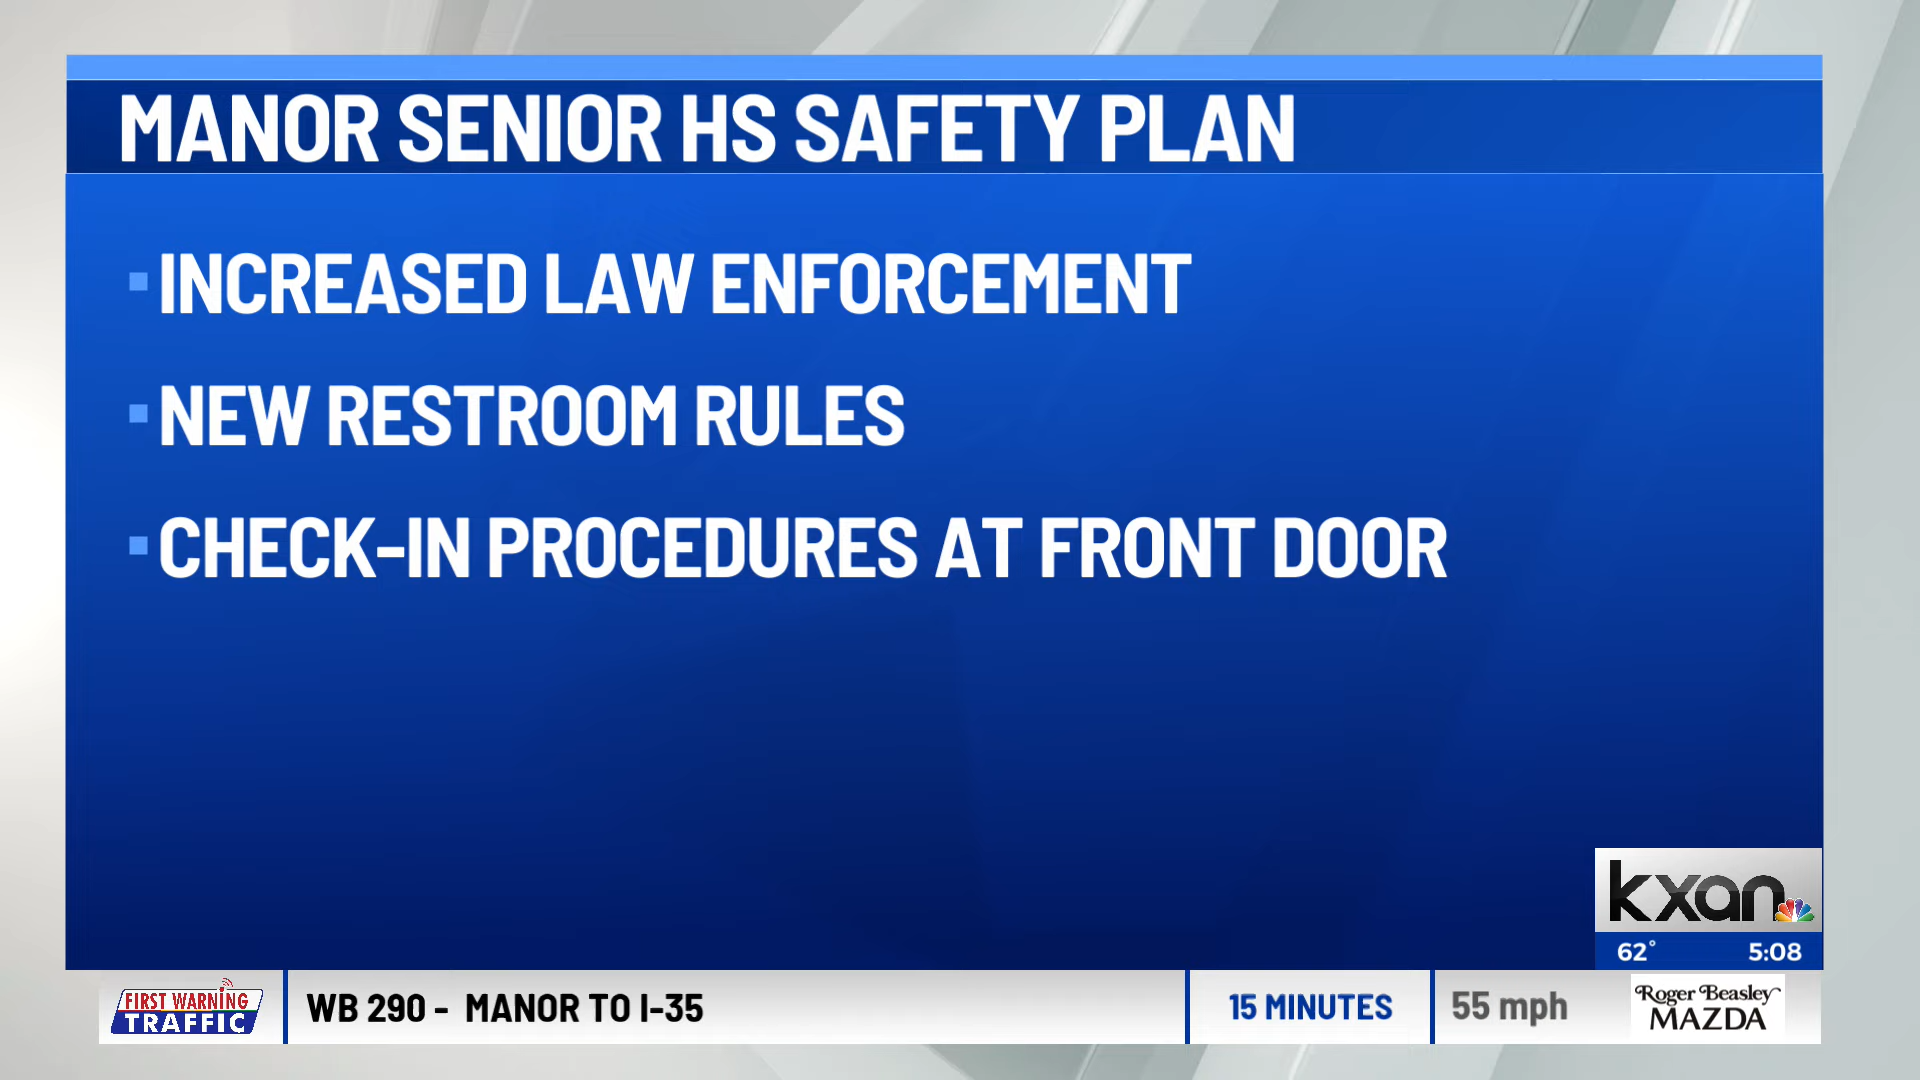 MANOR SENIOR HS SAFETY PLAN
INCREASED LAW ENFORCEMENT
NEW RESTROOM RULES
CHECK-IN PROCEDURES AT FRONT DOOR
kxan
62° 5:08
FIRST WARNING
TRAFFIC
WB 290 - MANOR TO I-35
15 MINUTES
55 mph
Roger Beasley
MAZDA